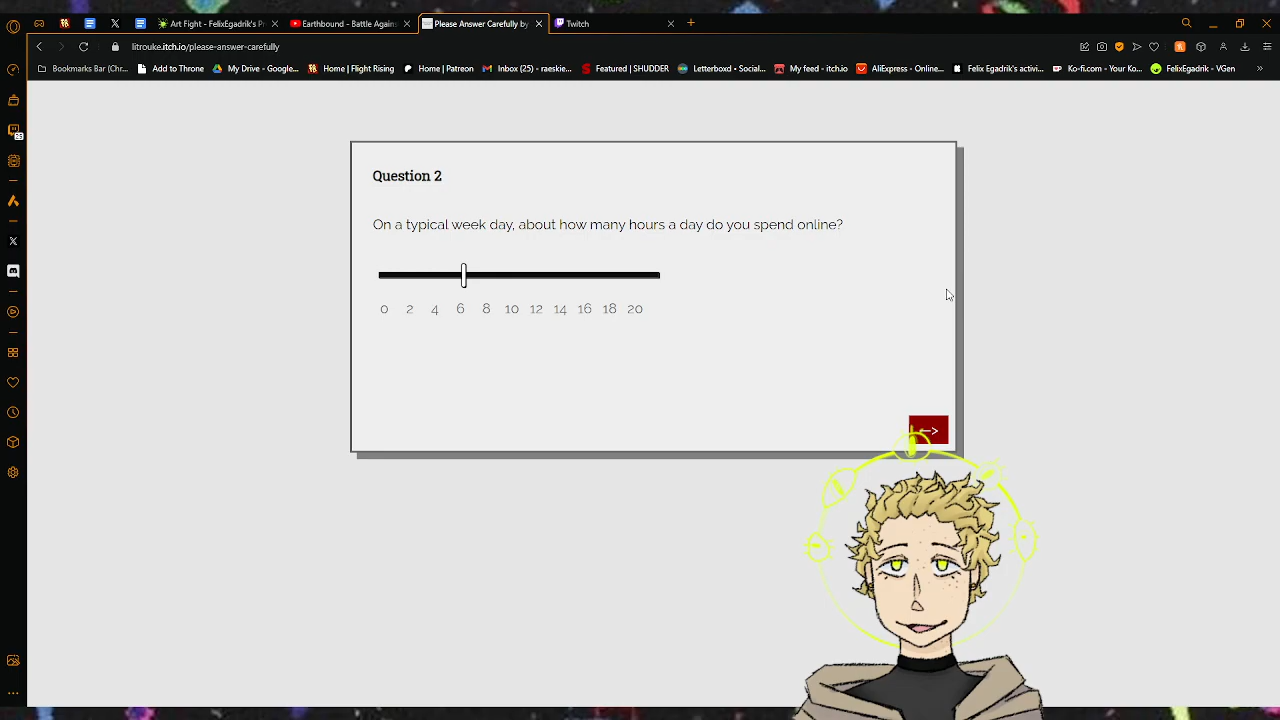 Art Fight - FelixEgadrik's Pr
Earthbound - Battle Agains
Please Answer Carefully by
Twitch
litrouke.itch.io/please-answer-carefully
Bookmarks Bar (Chr...
Add to Throne
My Drive - Google...
Home | Flight Rising
Home | Patreon
Inbox (25) - raeskie...
Featured | SHUDDER
Letterboxd • Social...
My feed - itch.io
AliExpress - Online...
Felix Egadrik's activi...
Ko-fi.com - Your Ko...
FelixEgadrik - VGen
Question 2
On a typical week day, about how many hours a day do you spend online?
0 2 4 6 8 10 12 14 16 18 20
-->